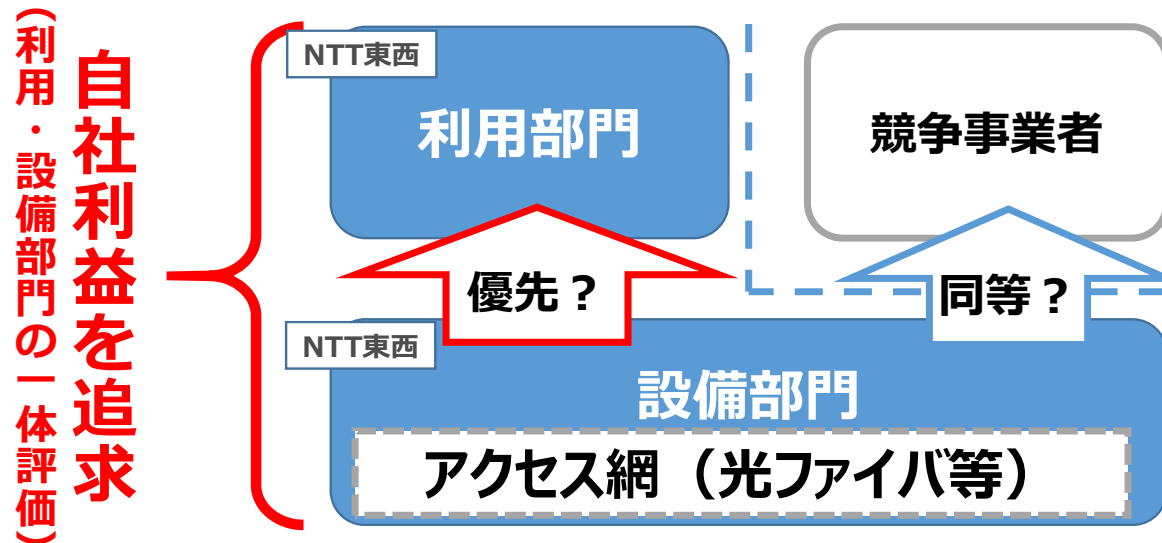 自社利益を追求
（利用・設備部門の一体評価）
NTT東西
利用部門
競争事業者
優先？
同等？
NTT東西
設備部門
アクセス網（光ファイバ等）